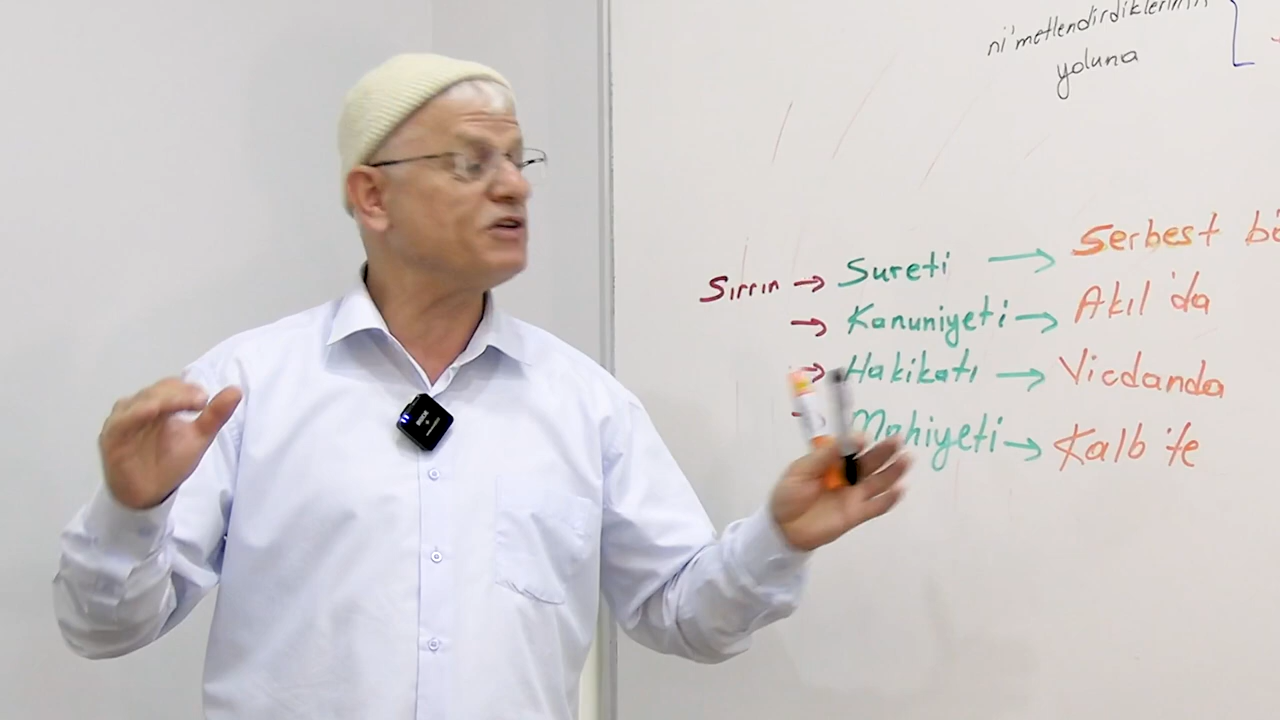 ni'metlendirdiklerinin
yoluna
Sırrın → Sureti → Serbest
→ Kanuniyeti → Akıl'da
→ Hakikatı → Vicdanda
Mahiyeti → Kalb'te